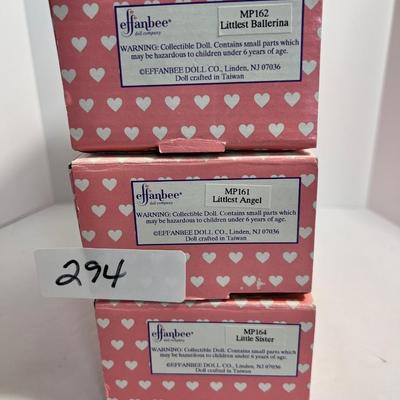 effanbee®
doll company
MP162
Littlest Ballerina
WARNING: Collectible Doll. Contains small parts which
may be hazardous to children under 6 years of age.
©EFFANBEE DOLL CO., Linden, NJ 07036
Doll crafted in Taiwan
effanbee®
doll company
MP161
Littlest Angel
WARNING: Collectible Doll. Contains small parts which
may be hazardous to children under 6 years of age.
©EFFANBEE DOLL CO., Linden, NJ 07036
Doll crafted in Taiwan
294
effanbee®
doll company
MP164
Little Sister
WARNING: Collectible Doll. Contains small parts which
may be hazardous to children under 6 years of age.
©EFFANBEE DOLL CO., Linden, NJ 07036
Doll crafted in Taiwan